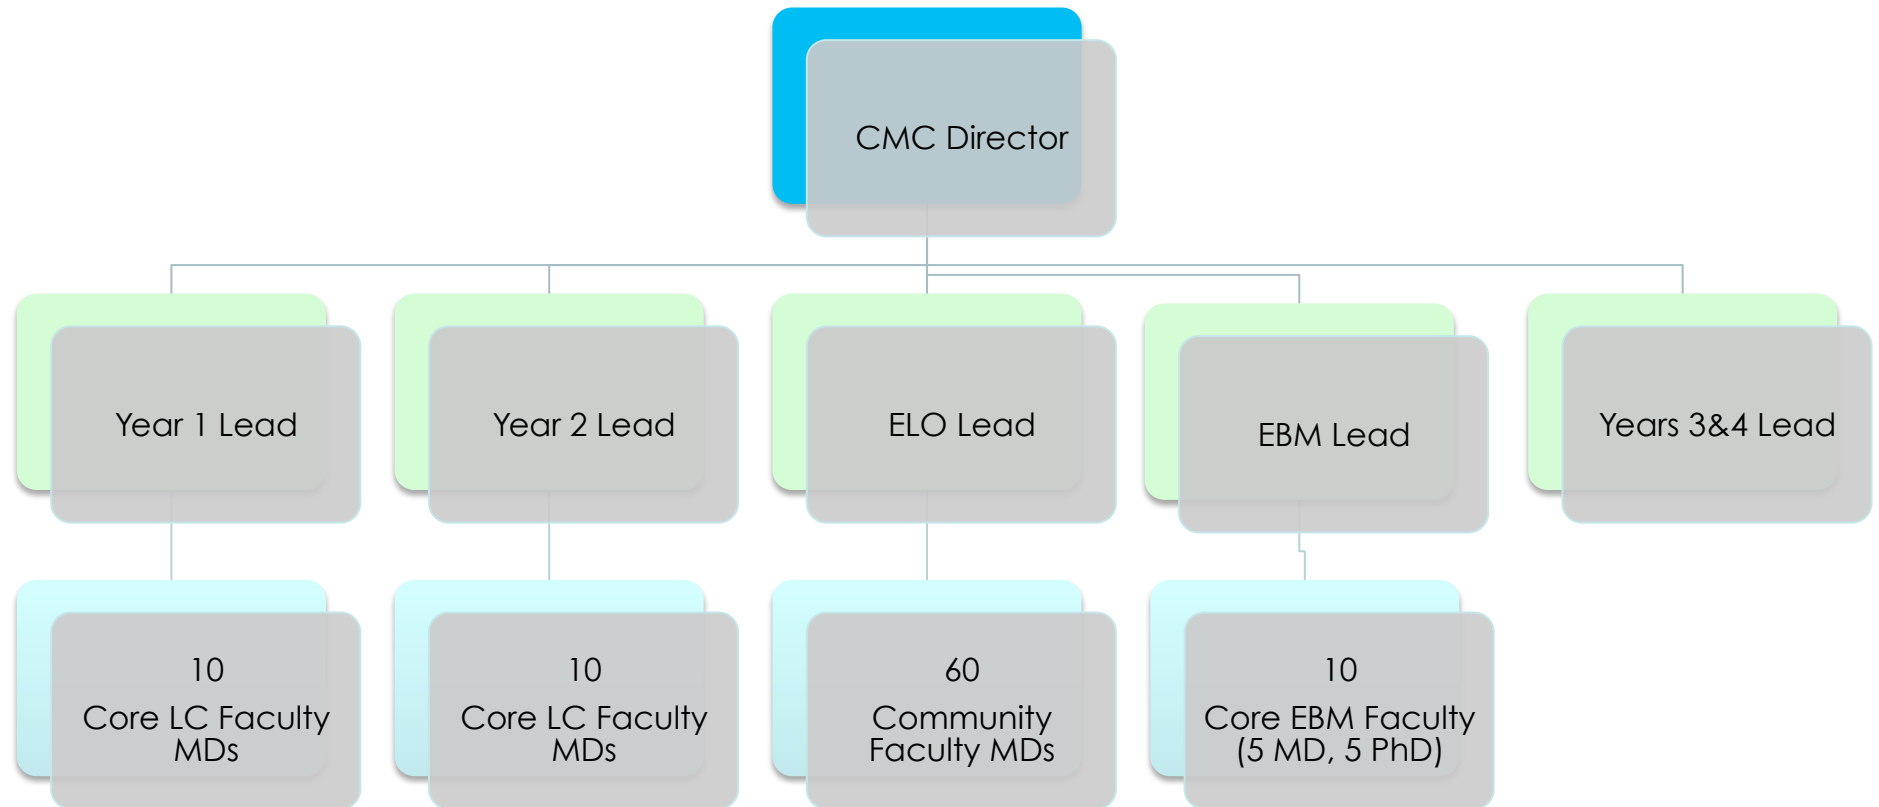 CMC Director
Year 1 Lead
Year 2 Lead
ELO Lead
EBM Lead
Years 3&4 Lead
10
Core LC Faculty
MDs
10
Core LC Faculty
MDs
60
Community
Faculty MDs
10
Core EBM Faculty
(5 MD, 5 PhD)